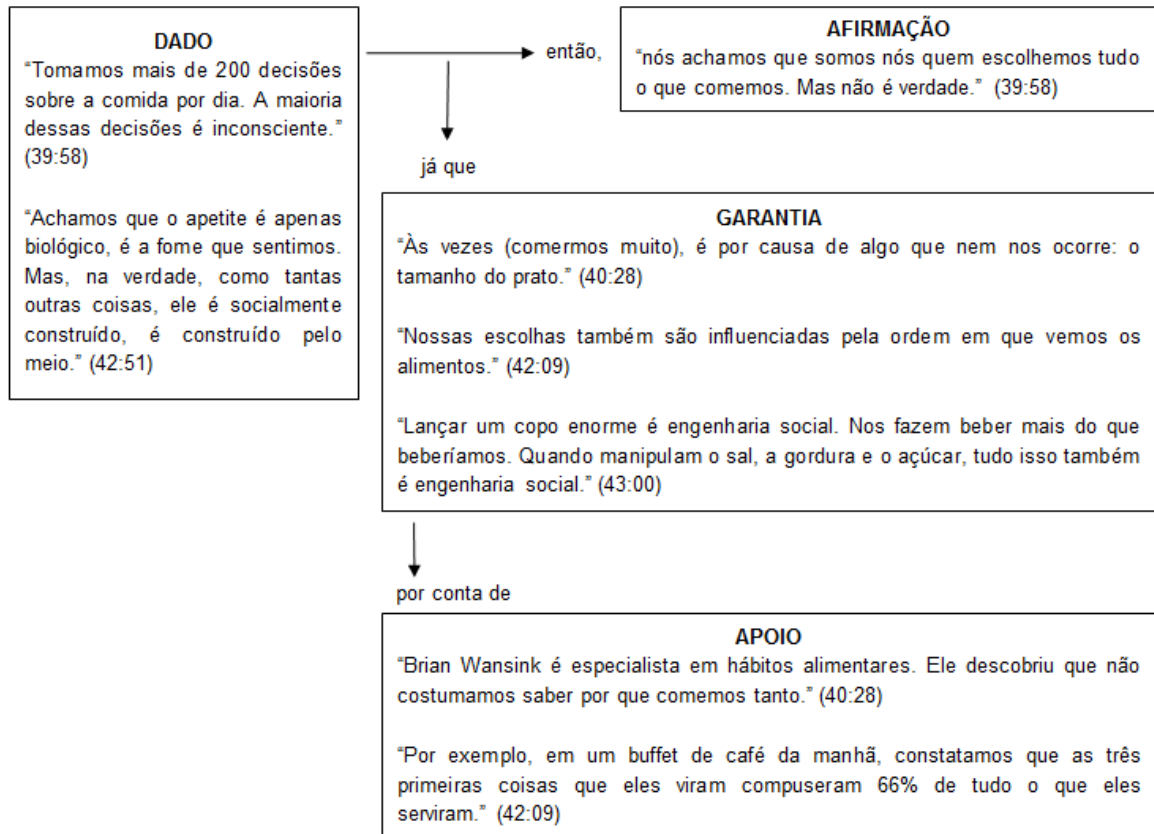 DADO
“Tomamos mais de 200 decisões
sobre a comida por dia. A maioria
dessas decisões é inconsciente.”
(39:58)
“Achamos que o apetite é apenas
biológico, é a fome que sentimos.
Mas, na verdade, como tantas
outras coisas, ele é socialmente
construído, é construído pelo
meio.” (42:51)
então,
AFIRMAÇÃO
“nós achamos que somos nós quem escolhemos tudo
o que comemos. Mas não é verdade.” (39:58)
já que
GARANTIA
“Às vezes (comermos muito), é por causa de algo que nem nos ocorre: o
tamanho do prato.” (40:28)
“Nossas escolhas também são influenciadas pela ordem em que vemos os
alimentos.” (42:09)
“Lançar um copo enorme é engenharia social. Nos fazem beber mais do que
beberíamos. Quando manipulam o sal, a gordura e o açúcar, tudo isso também
é engenharia social.” (43:00)
por conta de
APOIO
“Brian Wansink é especialista em hábitos alimentares. Ele descobriu que não
costumamos saber por que comemos tanto.” (40:28)
“Por exemplo, em um buffet de café da manhã, constatamos que as três
primeiras coisas que eles viram compuseram 66% de tudo o que eles
serviram.” (42:09)